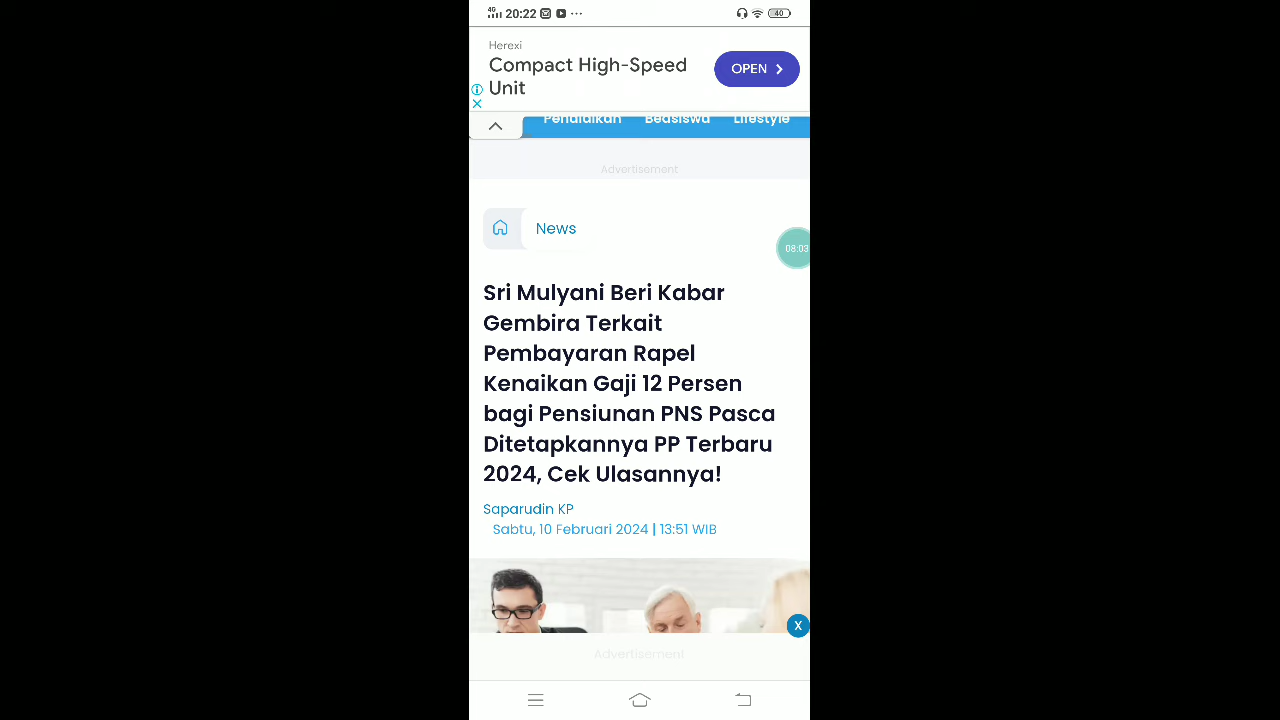 4G 20:22 ...
40
Herexi
Compact High-Speed
Unit
OPEN
Pendidikan Beasiswa Lifestyle
Advertisement
News
08:03
Sri Mulyani Beri Kabar
Gembira Terkait
Pembayaran Rapel
Kenaikan Gaji 12 Persen
bagi Pensiunan PNS Pasca
Ditetapkannya PP Terbaru
2024, Cek Ulasannya!
Saparudin KP
Sabtu, 10 Februari 2024 | 13:51 WIB
X
Advertisement